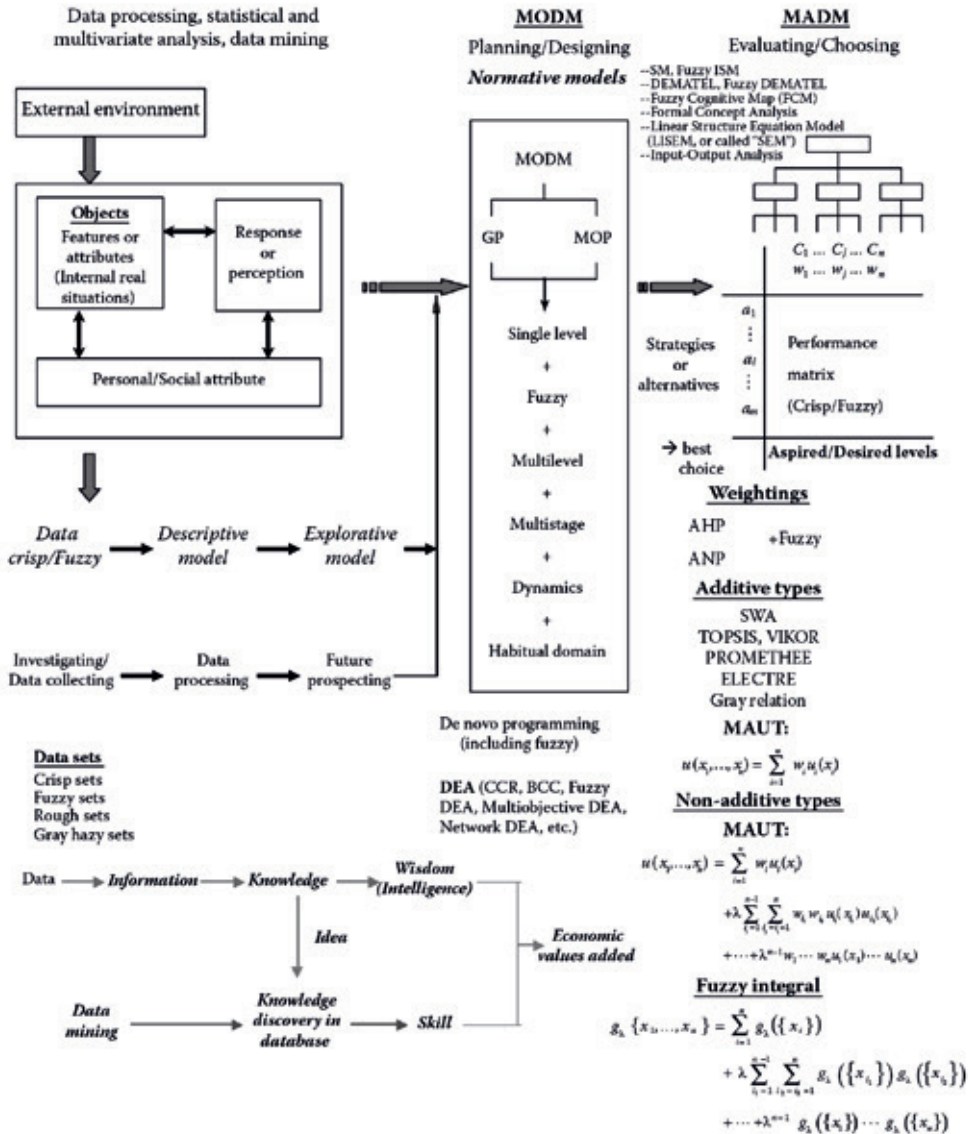 Data processing, statistical and
multivariate analysis, data mining
External environment
Objects
Features or
attributes
(Internal real
situations)
Response
or
perception
Personal/Social attribute
Data
crisp/Fuzzy
Descriptive
model
Explorative
model
Investigating/
Data collecting
Data
processing
Future
prospecting
Data sets
Crisp sets
Fuzzy sets
Rough sets
Gray hazy sets
Data
Information
Knowledge
Wisdom
(Intelligence)
Idea
Economic
values added
Data
mining
Knowledge
discovery in
database
Skill
MODM
Planning/Designing
Normative models
MODM
GP
MOP
Single level
+
Fuzzy
+
Multilevel
+
Multistage
+
Dynamics
+
Habitual domain
De novo programming
(including fuzzy)
DEA (CCR, BCC, Fuzzy
DEA, Multiobjective DEA,
Network DEA, etc.)
MADM
Evaluating/Choosing
--SM, Fuzzy ISM
--DEMATEL, Fuzzy DEMATEL
--Fuzzy Cognitive Map (FCM)
--Formal Concept Analysis
--Linear Structure Equation Model
(LISEM, or called "SEM")
--Input-Output Analysis
C₁ ... Cⱼ ... Cₙ
w₁ ... wⱼ ... wₙ
Strategies
or
alternatives
a₁
⋮
aᵢ
⋮
aₘ
Performance
matrix
(Crisp/Fuzzy)
→ best
choice
Aspired/Desired levels
Weightings
AHP
ANP
+Fuzzy
Additive types
SWA
TOPSIS, VIKOR
PROMETHEE
ELECTRE
Gray relation
MAUT:
Non-additive types
MAUT:
Fuzzy integral